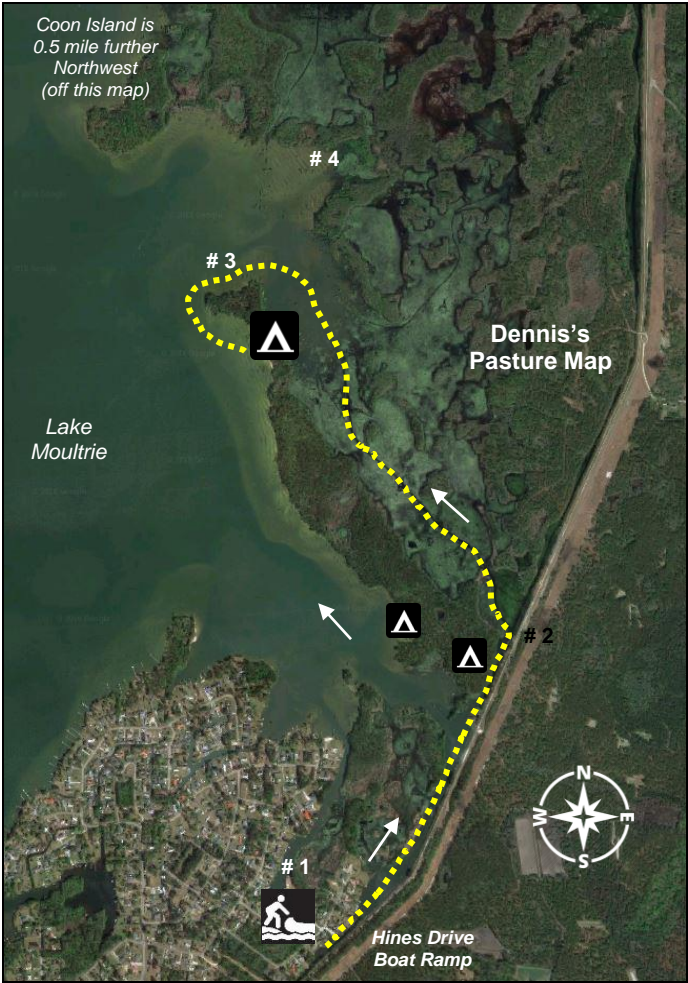 Coon Island is
0.5 mile further
Northwest
(off this map)
# 4
# 3
Dennis's
Pasture Map
Lake
Moultrie
# 2
N
W
E
S
# 1
Hines Drive
Boat Ramp